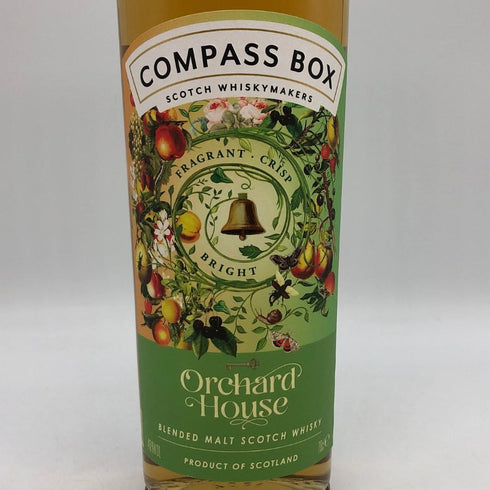 COMPASS BOX
SCOTCH WHISKYMAKERS
FRAGRANT · CRISP
BRIGHT
Orchard
House
BLENDED MALT SCOTCH WHISKY
PRODUCT OF SCOTLAND